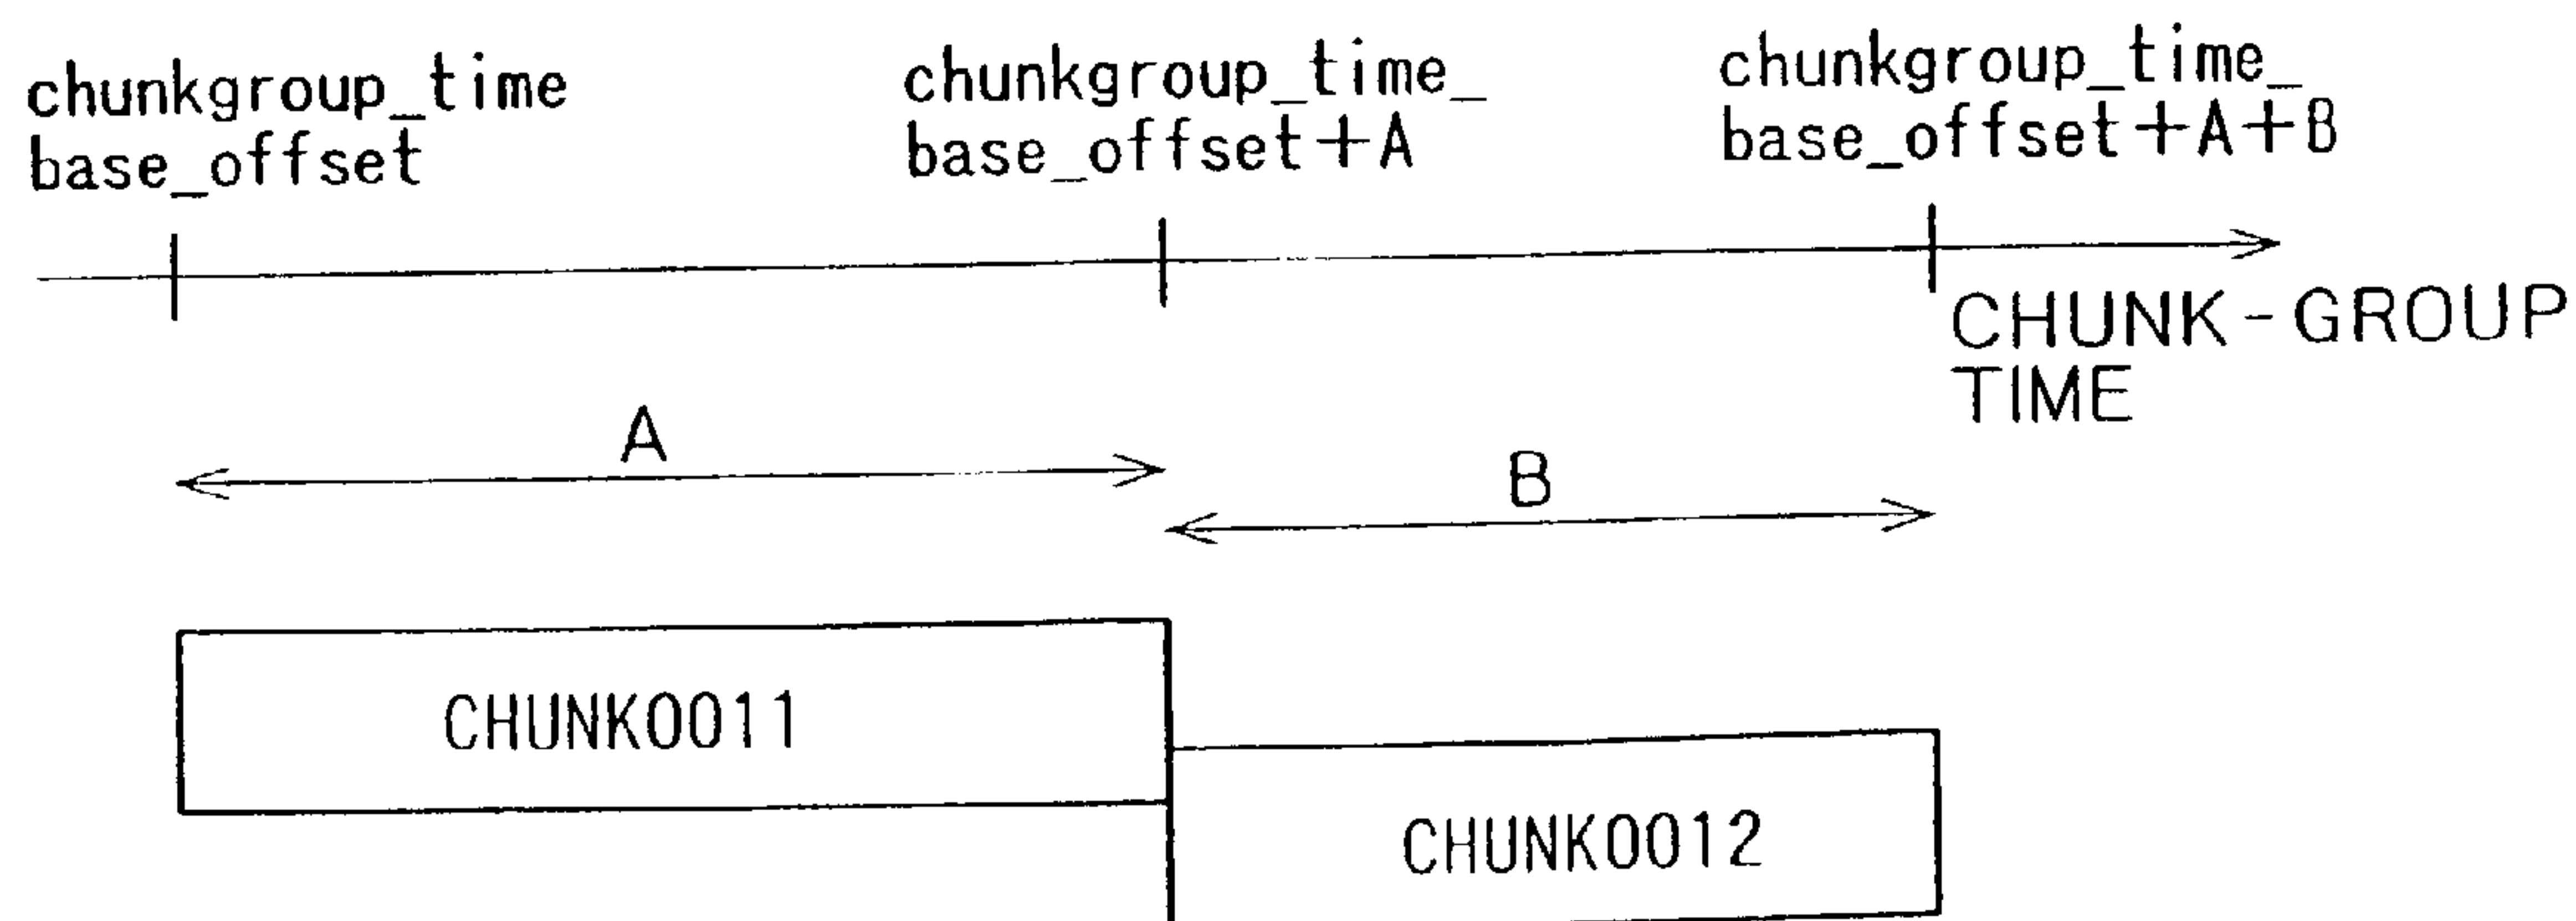 chunkgroup_time
base_offset
chunkgroup_time_
base_offset+A
chunkgroup_time_
base_offset+A+B
CHUNK-GROUP
TIME
A
B
CHUNK0011
CHUNK0012